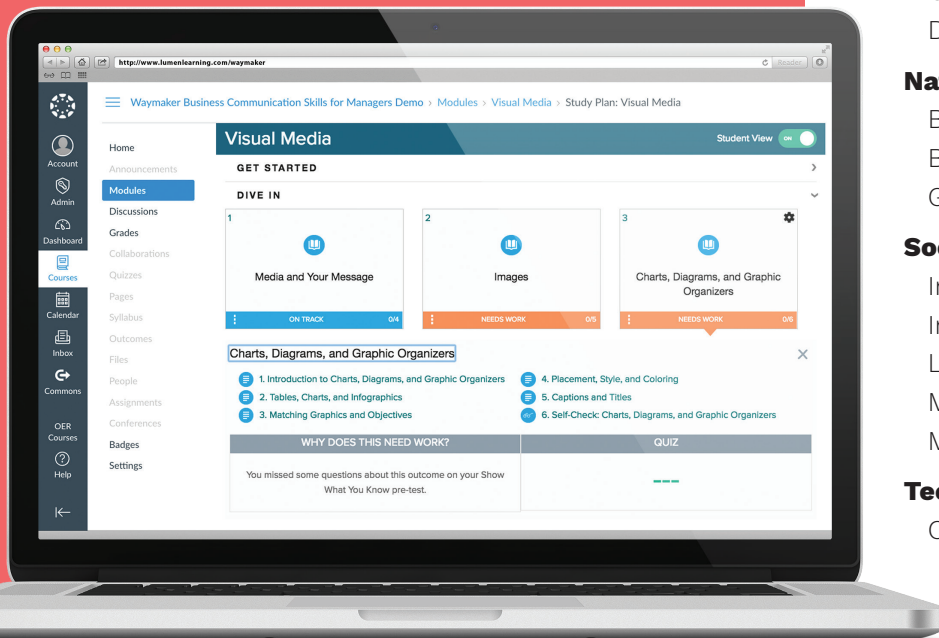 http://www.lumenlearning.com/waymaker
Reader
Waymaker Business Communication Skills for Managers Demo › Modules › Visual Media › Study Plan: Visual Media
Account
Admin
Dashboard
Courses
Calendar
Inbox
Commons
OER
Courses
Help
Home
Announcements
Modules
Discussions
Grades
Collaborations
Quizzes
Pages
Syllabus
Outcomes
Files
People
Assignments
Conferences
Badges
Settings
Visual Media
Student View ON
GET STARTED
DIVE IN
1
Media and Your Message
ON TRACK 0/4
2
Images
NEEDS WORK 0/5
3
Charts, Diagrams, and Graphic
Organizers
NEEDS WORK 0/6
Charts, Diagrams, and Graphic Organizers
1. Introduction to Charts, Diagrams, and Graphic Organizers
2. Tables, Charts, and Infographics
3. Matching Graphics and Objectives
4. Placement, Style, and Coloring
5. Captions and Titles
6. Self-Check: Charts, Diagrams, and Graphic Organizers
WHY DOES THIS NEED WORK?
You missed some questions about this outcome on your Show
What You Know pre-test.
QUIZ
---